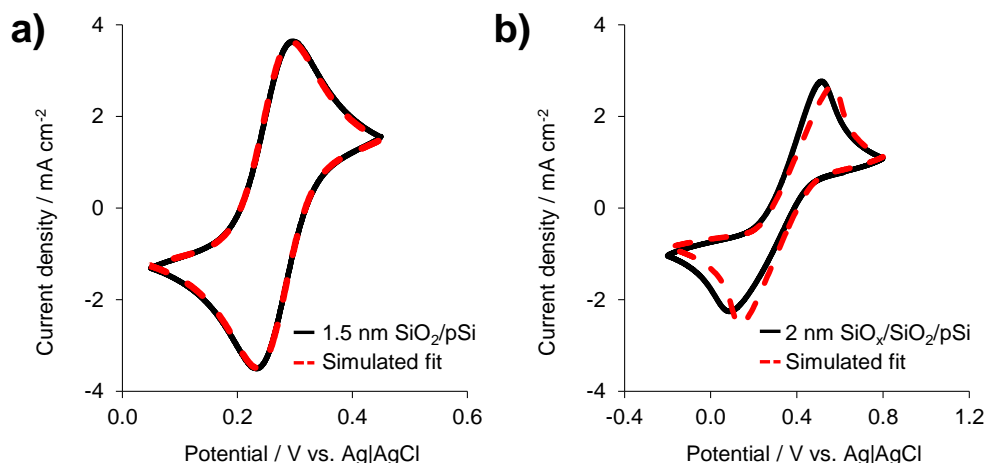 a)
Current density / mA cm⁻²
4
2
0
-2
-4
0.0 0.2 0.4 0.6
Potential / V vs. Ag|AgCl
1.5 nm SiO₂/pSi
Simulated fit
b)
Current density / mA cm⁻²
4
2
0
-2
-4
-0.4 0.0 0.4 0.8 1.2
Potential / V vs. Ag|AgCl
2 nm SiOₓ/SiO₂/pSi
Simulated fit